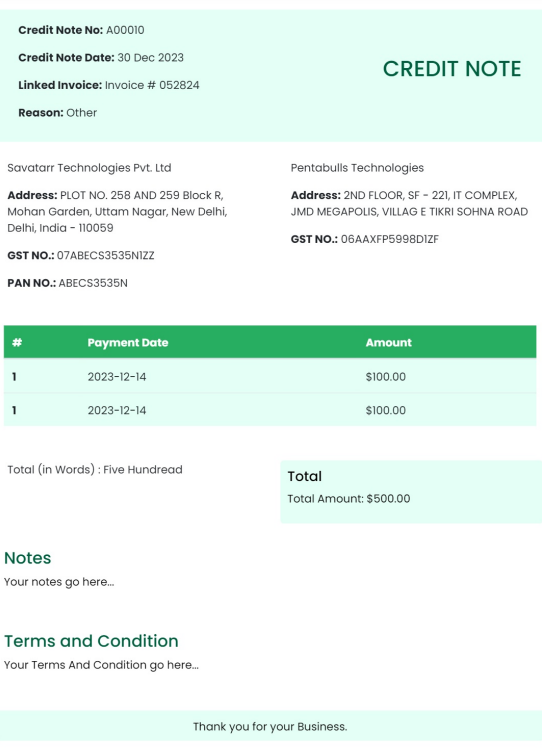 Credit Note No: A00010
Credit Note Date: 30 Dec 2023
Linked Invoice: Invoice # 052824
Reason: Other
CREDIT NOTE
Savatarr Technologies Pvt. Ltd
Address: PLOT NO. 258 AND 259 Block R,
Mohan Garden, Uttam Nagar, New Delhi,
Delhi, India - 110059
GST NO.: 07ABECS3535N1ZZ
PAN NO.: ABECS3535N
Pentabulls Technologies
Address: 2ND FLOOR, SF - 221, IT COMPLEX,
JMD MEGAPOLIS, VILLAG E TIKRI SOHNA ROAD
GST NO.: 06AAXFP5998D1ZF
# Payment Date Amount
1 2023-12-14 $100.00
1 2023-12-14 $100.00
Total (in Words) : Five Hundread
Total
Total Amount: $500.00
Notes
Your notes go here...
Terms and Condition
Your Terms And Condition go here...
Thank you for your Business.